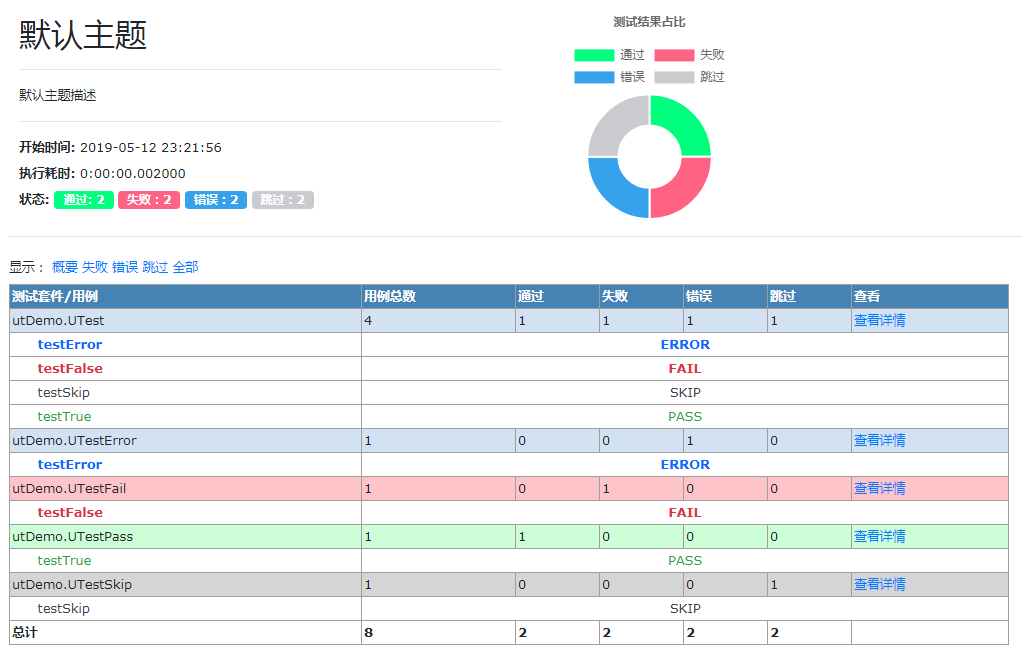 默认主题
默认主题描述
开始时间: 2019-05-12 23:21:56
执行耗时: 0:00:00.002000
状态: 通过: 2 失败：2 错误：2 跳过：2
测试结果占比
通过 失败
错误 跳过
显示： 概要 失败 错误 跳过 全部
测试套件/用例 用例总数 通过 失败 错误 跳过 查看
utDemo.UTest 4 1 1 1 1 查看详情
testError ERROR
testFalse FAIL
testSkip SKIP
testTrue PASS
utDemo.UTestError 1 0 0 1 0 查看详情
testError ERROR
utDemo.UTestFail 1 0 1 0 0 查看详情
testFalse FAIL
utDemo.UTestPass 1 1 0 0 0 查看详情
testTrue PASS
utDemo.UTestSkip 1 0 0 0 1 查看详情
testSkip SKIP
总计 8 2 2 2 2